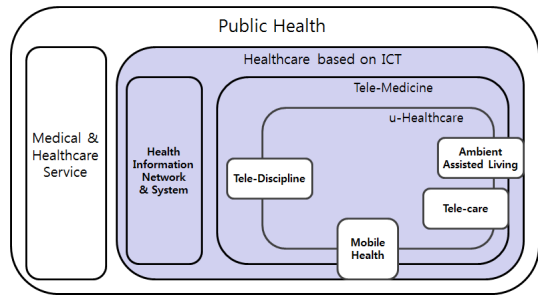 Public Health
Healthcare based on ICT
Tele-Medicine
u-Healthcare
Medical &
Healthcare
Service
Health
Information
Network
& System
Tele-Discipline
Ambient
Assisted Living
Tele-care
Mobile
Health